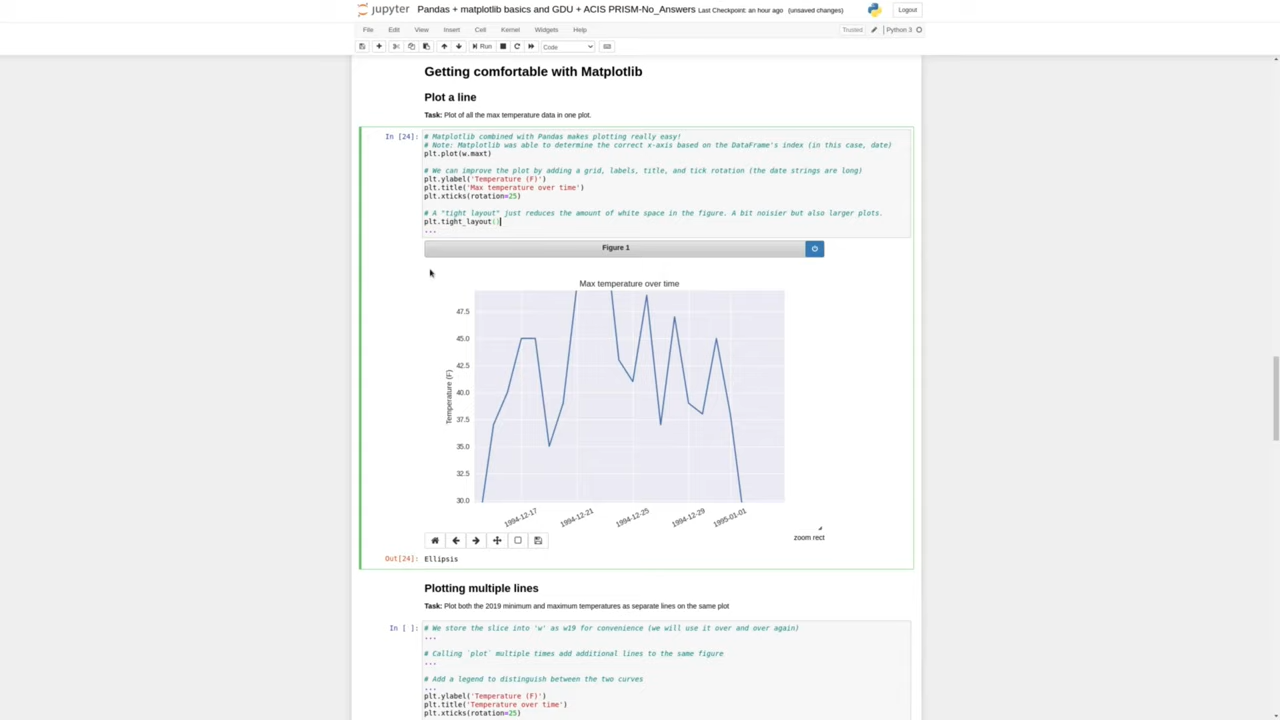 jupyter Pandas + matplotlib basics and GDU + ACIS PRISM-No_Answers Last Checkpoint: an hour ago (unsaved changes) Logout
File Edit View Insert Cell Kernel Widgets Help Trusted Python 3
Run Code
Getting comfortable with Matplotlib
Plot a line
Task: Plot of all the max temperature data in one plot.
In [24]: # Matplotlib combined with Pandas makes plotting really easy!
# Note: Matplotlib was able to determine the correct x-axis based on the DataFrame's index (in this case, date)
plt.plot(w.maxt)
# We can improve the plot by adding a grid, labels, title, and tick rotation (the date strings are long)
plt.ylabel('Temperature (F)')
plt.title('Max temperature over time')
plt.xticks(rotation=25)
# A "tight layout" just reduces the amount of white space in the figure. A bit noisier but also larger plots.
plt.tight_layout()
...
Figure 1
Max temperature over time
47.5
45.0
42.5
40.0
37.5
35.0
32.5
30.0
Temperature (F)
1994-12-17 1994-12-21 1994-12-25 1994-12-29 1995-01-01
zoom rect
Out[24]: Ellipsis
Plotting multiple lines
Task: Plot both the 2019 minimum and maximum temperatures as separate lines on the same plot
In [ ]: # We store the slice into 'w' as w19 for convenience (we will use it over and over again)
...
# Calling `plot` multiple times add additional lines to the same figure
...
# Add a legend to distinguish between the two curves
...
plt.ylabel('Temperature (F)')
plt.title('Temperature over time')
plt.xticks(rotation=25)